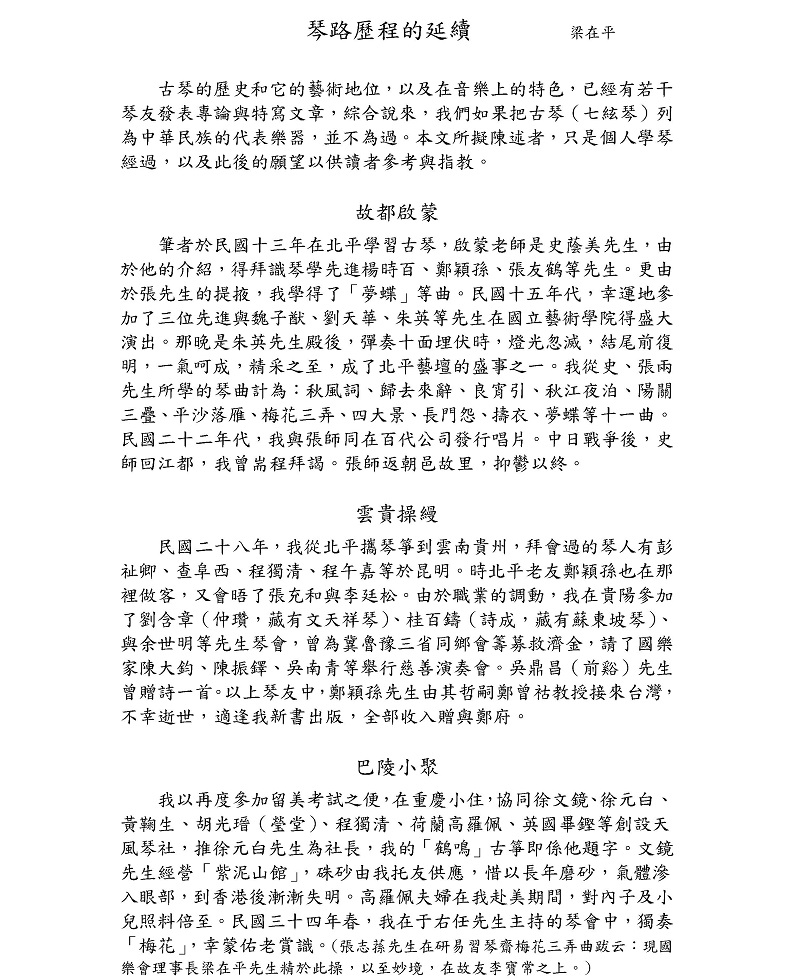 琴路歷程的延續 梁在平
古琴的歷史和它的藝術地位，以及在音樂上的特色，已經有若干
琴友發表專論與特寫文章，綜合說來，我們如果把古琴（七絃琴）列
為中華民族的代表樂器，並不為過。本文所擬陳述者，只是個人學琴
經過，以及此後的願望以供讀者參考與指教。
故都啟蒙
筆者於民國十三年在北平學習古琴，啟蒙老師是史蔭美先生，由
於他的介紹，得拜識琴學先進楊時百、鄭穎孫、張友鶴等先生。更由
於張先生的提掖，我學得了「夢蝶」等曲。民國十五年代，幸運地參
加了三位先進與魏子猷、劉天華、朱英等先生在國立藝術學院得盛大
演出。那晚是朱英先生殿後，彈奏十面埋伏時，燈光忽滅，結尾前復
明，一氣呵成，精采之至，成了北平藝壇的盛事之一。我從史、張兩
先生所學的琴曲計為：秋風詞、歸去來辭、良宵引、秋江夜泊、陽關
三疊、平沙落雁、梅花三弄、四大景、長門怨、擣衣、夢蝶等十一曲。
民國二十二年代，我與張師同在百代公司發行唱片。中日戰爭後，史
師回江都，我曾耑程拜謁。張師返朝邑故里，抑鬱以終。
雲貴操縵
民國二十八年，我從北平攜琴箏到雲南貴州，拜會過的琴人有彭
祉卿、查阜西、程獨清、程午嘉等於昆明。時北平老友鄭穎孫也在那
裡做客，又會晤了張充和與李廷松。由於職業的調動，我在貴陽參加
了劉含章（仲瓚，藏有文天祥琴）、桂百鑄（詩成，藏有蘇東坡琴）、
與余世明等先生琴會，曾為冀魯豫三省同鄉會籌募救濟金，請了國樂
家陳大鈞、陳振鐸、吳南青等舉行慈善演奏會。吳鼎昌（前谿）先生
曾贈詩一首。以上琴友中，鄭穎孫先生由其哲嗣鄭曾祜教授接來台灣，
不幸逝世，適逢我新書出版，全部收入贈與鄭府。
巴陵小聚
我以再度參加留美考試之便，在重慶小住，協同徐文鏡、徐元白、
黃鞠生、胡光瑨（瑩堂）、程獨清、荷蘭高羅佩、英國畢鏗等創設天
風琴社，推徐元白先生為社長，我的「鶴鳴」古箏即係他題字。文鏡
先生經營「紫泥山館」，硃砂由我托友供應，惜以長年磨砂，氣體滲
入眼部，到香港後漸漸失明。高羅佩夫婦在我赴美期間，對內子及小
兒照料倍至。民國三十四年春，我在于右任先生主持的琴會中，獨奏
「梅花」，幸蒙佑老賞識。（張志蓀先生在研易習琴齋梅花三弄曲跋云：現國
樂會理事長梁在平先生精於此操，以至妙境，在故友李寶常之上。）